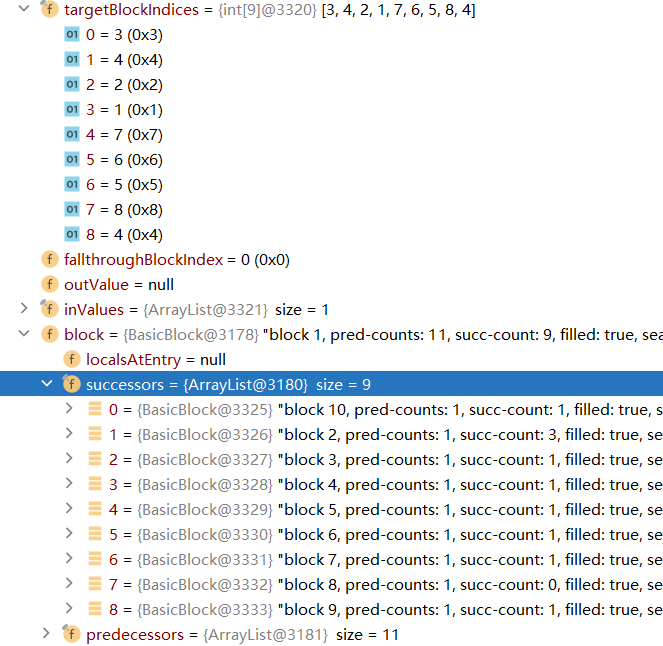 f targetBlockIndices = {int[9]@3320} [3, 4, 2, 1, 7, 6, 5, 8, 4]
01 0 = 3 (0x3)
01 1 = 4 (0x4)
01 2 = 2 (0x2)
01 3 = 1 (0x1)
01 4 = 7 (0x7)
01 5 = 6 (0x6)
01 6 = 5 (0x5)
01 7 = 8 (0x8)
01 8 = 4 (0x4)
f fallthroughBlockIndex = 0 (0x0)
f outValue = null
f inValues = {ArrayList@3321} size = 1
f block = {BasicBlock@3178} "block 1, pred-counts: 11, succ-count: 9, filled: true, sea
f localsAtEntry = null
f successors = {ArrayList@3180} size = 9
0 = {BasicBlock@3325} "block 10, pred-counts: 1, succ-count: 1, filled: true, s
1 = {BasicBlock@3326} "block 2, pred-counts: 1, succ-count: 3, filled: true, se
2 = {BasicBlock@3327} "block 3, pred-counts: 1, succ-count: 1, filled: true, se
3 = {BasicBlock@3328} "block 4, pred-counts: 1, succ-count: 1, filled: true, se
4 = {BasicBlock@3329} "block 5, pred-counts: 1, succ-count: 1, filled: true, se
5 = {BasicBlock@3330} "block 6, pred-counts: 1, succ-count: 1, filled: true, se
6 = {BasicBlock@3331} "block 7, pred-counts: 1, succ-count: 1, filled: true, se
7 = {BasicBlock@3332} "block 8, pred-counts: 1, succ-count: 0, filled: true, se
8 = {BasicBlock@3333} "block 9, pred-counts: 1, succ-count: 1, filled: true, se
f predecessors = {ArrayList@3181} size = 11